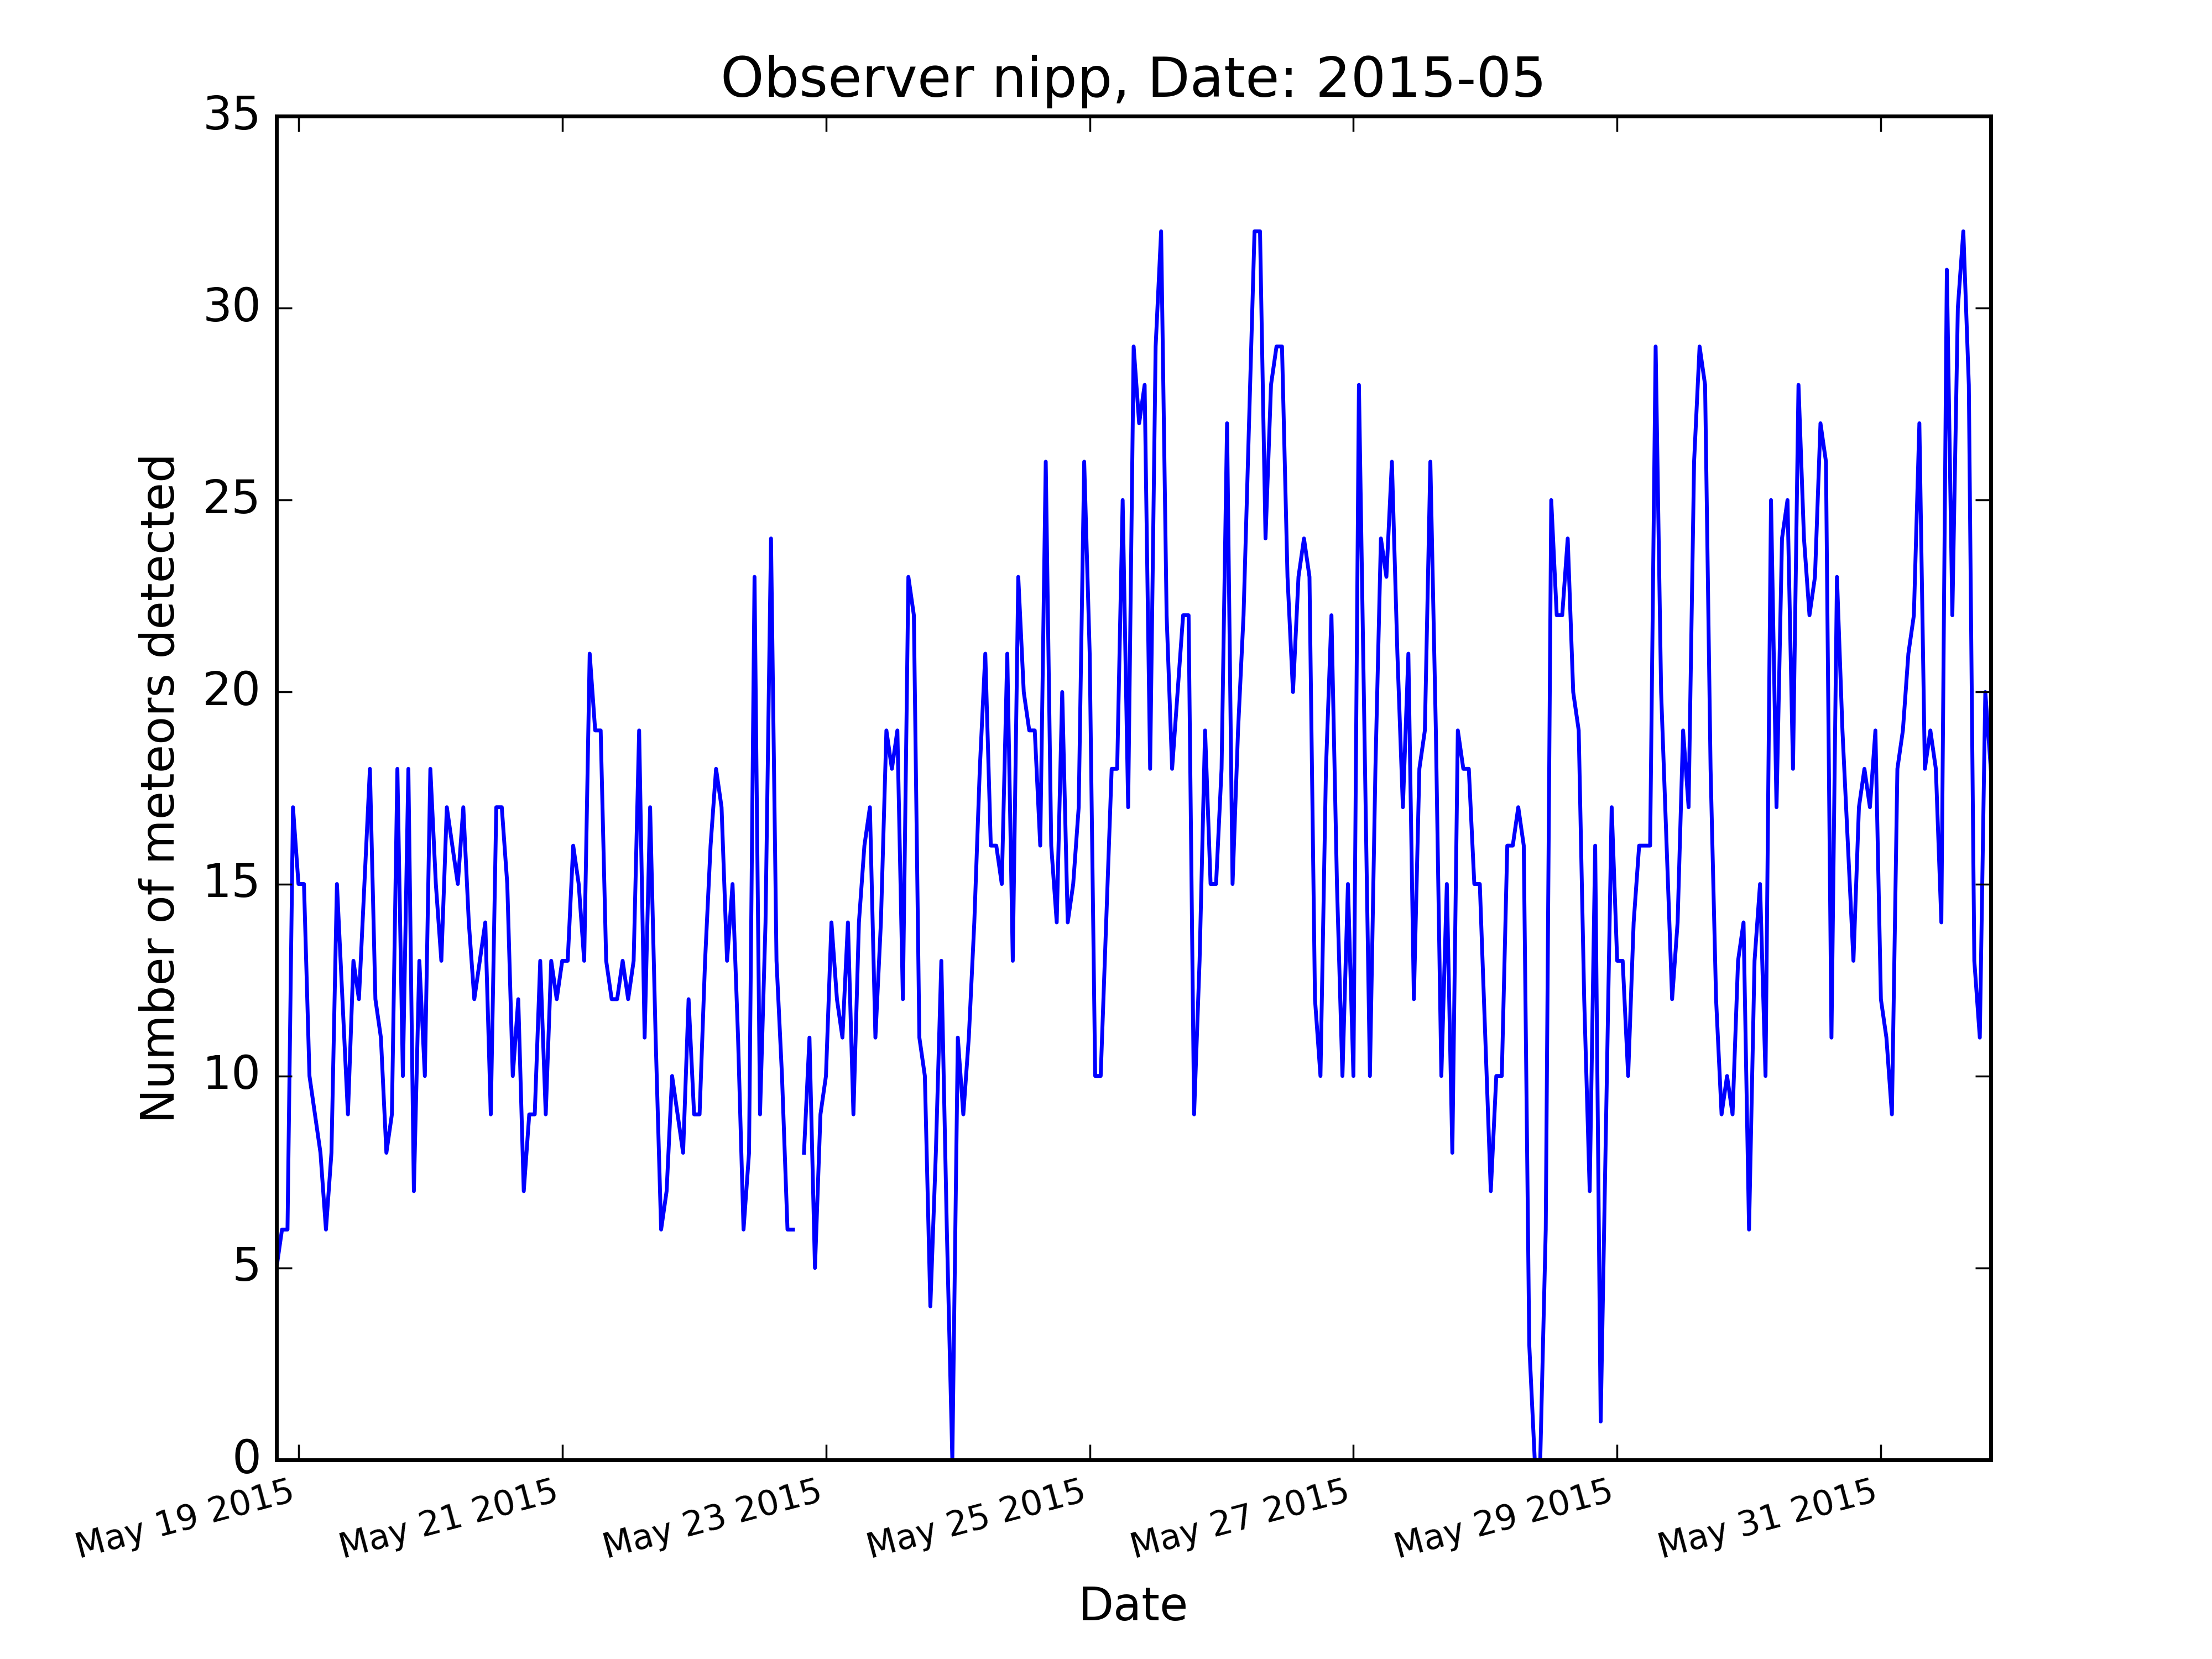 Observer nipp, Date: 2015-05
35
30
25
20
15
10
5
0
Number of meteors detected
May 19 2015
May 21 2015
May 23 2015
May 25 2015
May 27 2015
May 29 2015
May 31 2015
Date